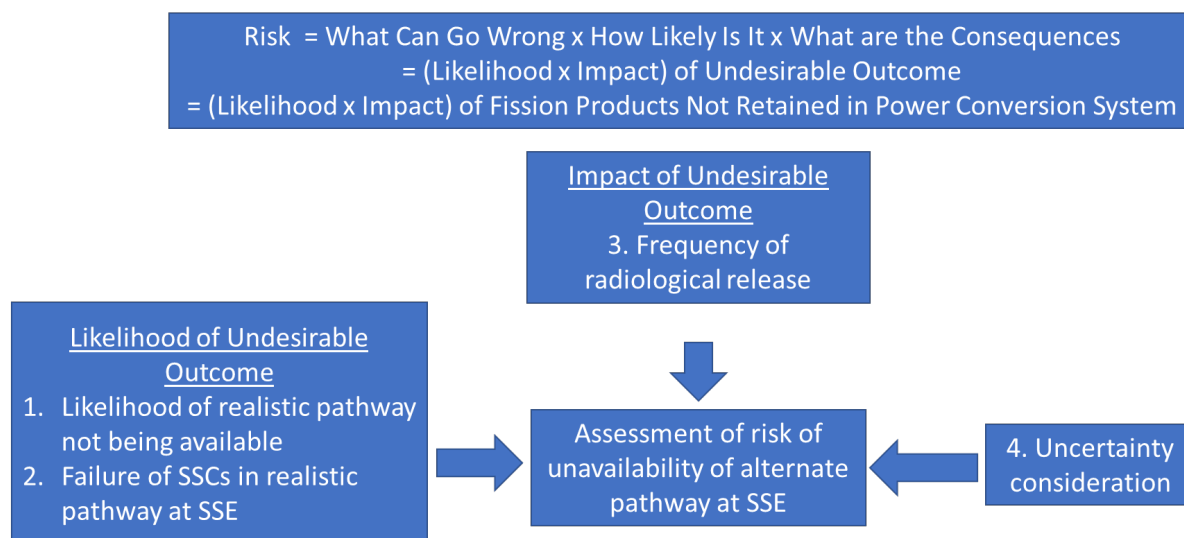 Risk = What Can Go Wrong x How Likely Is It x What are the Consequences
= (Likelihood x Impact) of Undesirable Outcome
= (Likelihood x Impact) of Fission Products Not Retained in Power Conversion System
Impact of Undesirable
Outcome
3. Frequency of
radiological release
Likelihood of Undesirable
Outcome
1. Likelihood of realistic pathway
not being available
2. Failure of SSCs in realistic
pathway at SSE
Assessment of risk of
unavailability of alternate
pathway at SSE
4. Uncertainty
consideration